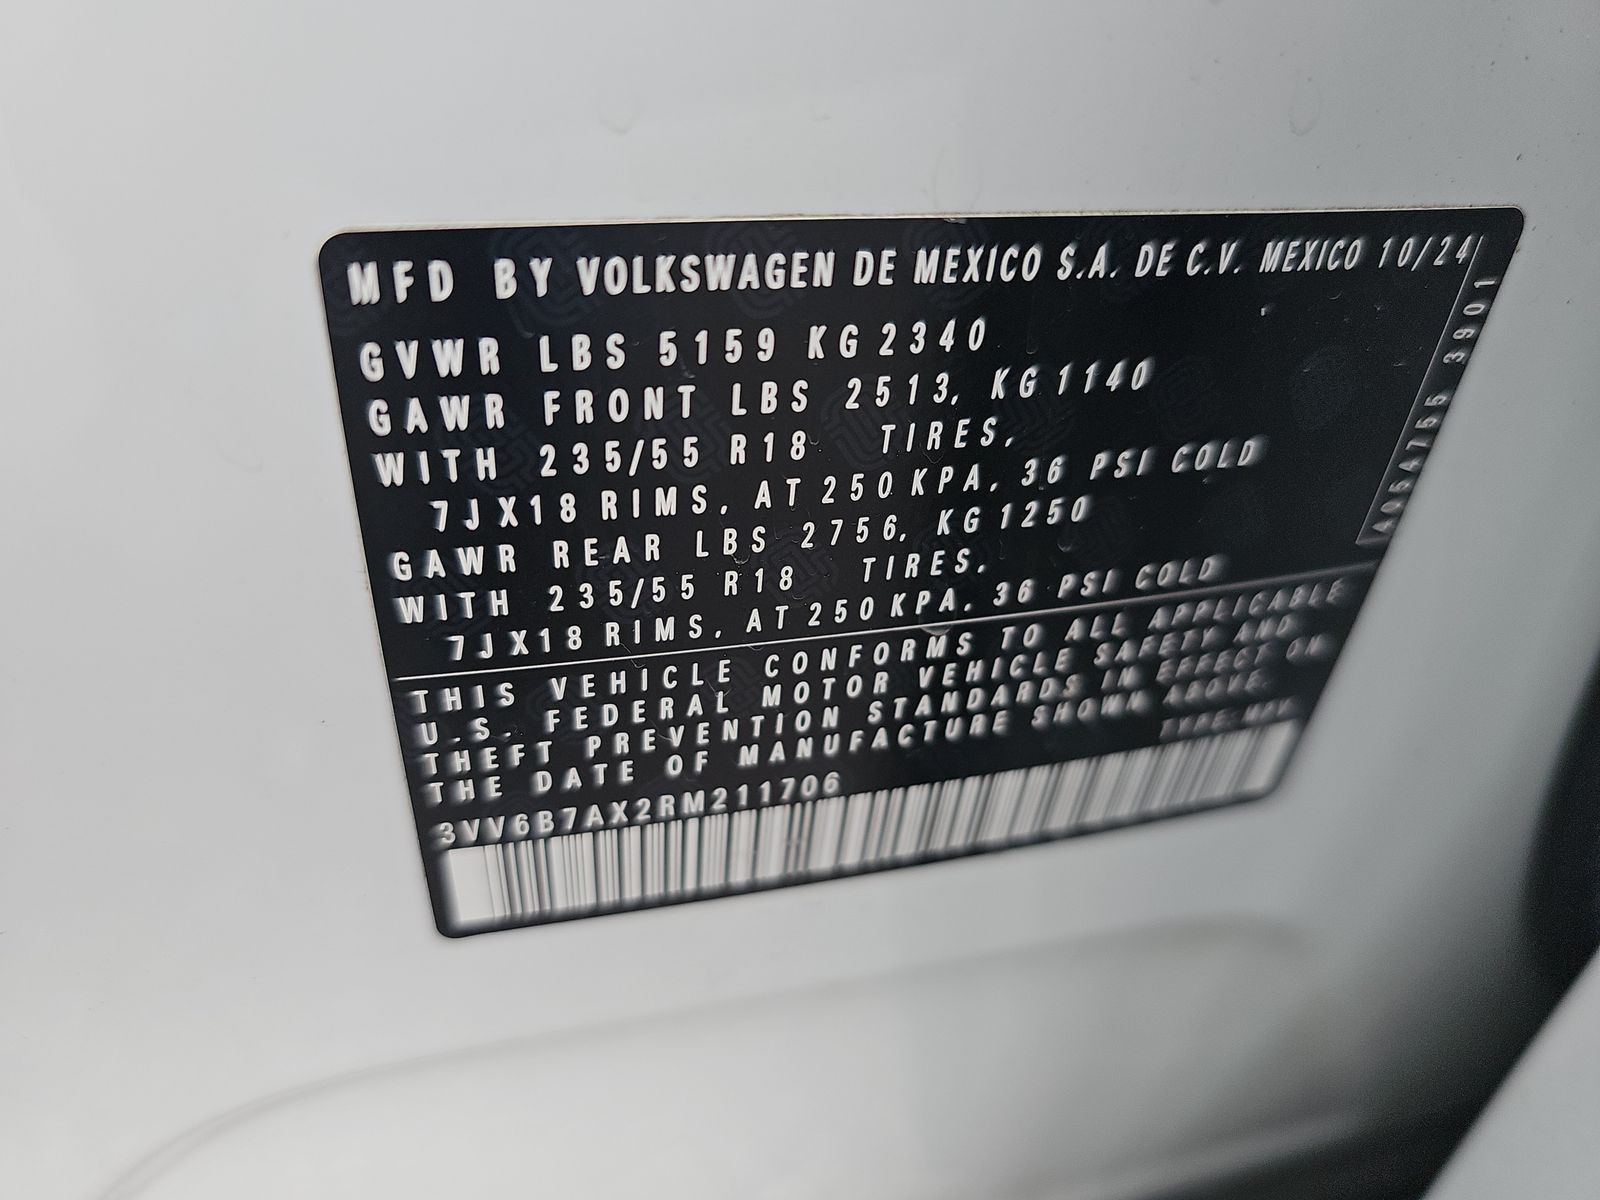 MFD BY VOLKSWAGEN DE MEXICO S.A. DE C.V. MEXICO 10/24
GVWR LBS 5159 KG 2340
GAWR FRONT LBS 2513, KG 1140
WITH 235/55 R18 TIRES,
7JX18 RIMS, AT 250 KPA, 36 PSI COLD
GAWR REAR LBS 2756, KG 1250
WITH 235/55 R18 TIRES,
7JX18 RIMS, AT 250 KPA, 36 PSI COLD
THIS VEHICLE CONFORMS TO ALL APPLICABLE
U.S. FEDERAL MOTOR VEHICLE SAFETY AND
THEFT PREVENTION STANDARDS IN EFFECT ON
THE DATE OF MANUFACTURE SHOWN ABOVE.
3VV6B7AX2RM211706
TYPE:
A054755 3901